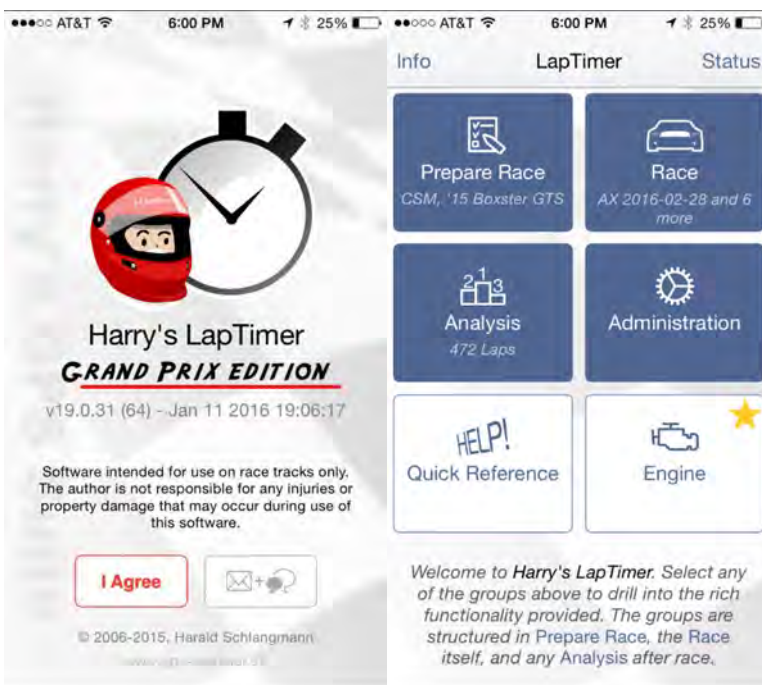 AT&T 6:00 PM 25%
Harry's LapTimer
GRAND PRIX EDITION
v19.0.31 (64) - Jan 11 2016 19:06:17
Software intended for use on race tracks only.
The author is not responsible for any injuries or
property damage that may occur during use of
this software.
I Agree
+
© 2006-2015, Harald Schlangmann
AT&T 6:00 PM 25%
Info LapTimer Status
Prepare Race
'CSM, '15 Boxster GTS
Race
AX 2016-02-28 and 6
more
2 1 3
Analysis
472 Laps
Administration
HELP!
Quick Reference
Engine
Welcome to Harry's LapTimer. Select any
of the groups above to drill into the rich
functionality provided. The groups are
structured in Prepare Race, the Race
itself, and any Analysis after race.